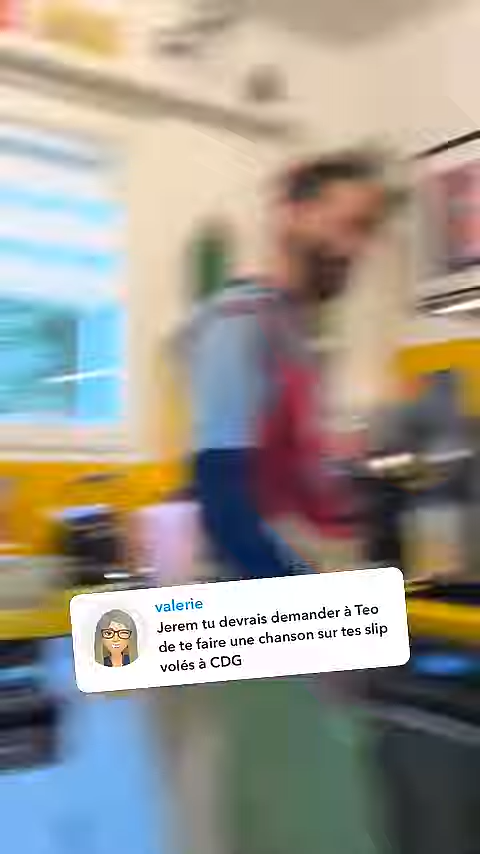 valerie
Jerem tu devrais demander à Teo
de te faire une chanson sur tes slip
volés à CDG